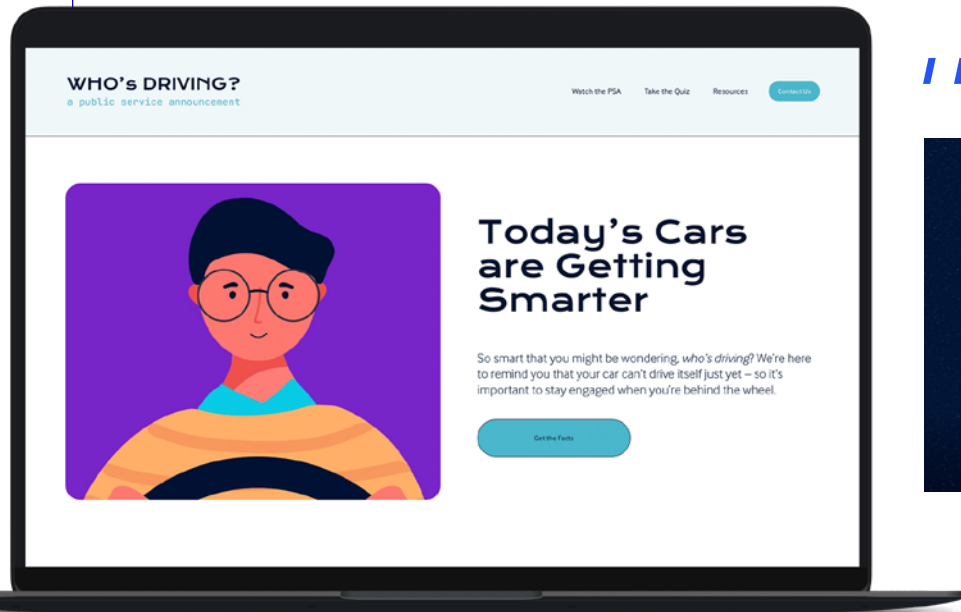 WHO's DRIVING?
a public service announcement
Watch the PSA
Take the Quiz
Resources
Contact Us
Today's Cars
are Getting
Smarter
So smart that you might be wondering, who's driving? We're here
to remind you that your car can't drive itself just yet – so it's
important to stay engaged when you're behind the wheel.
Get the Facts